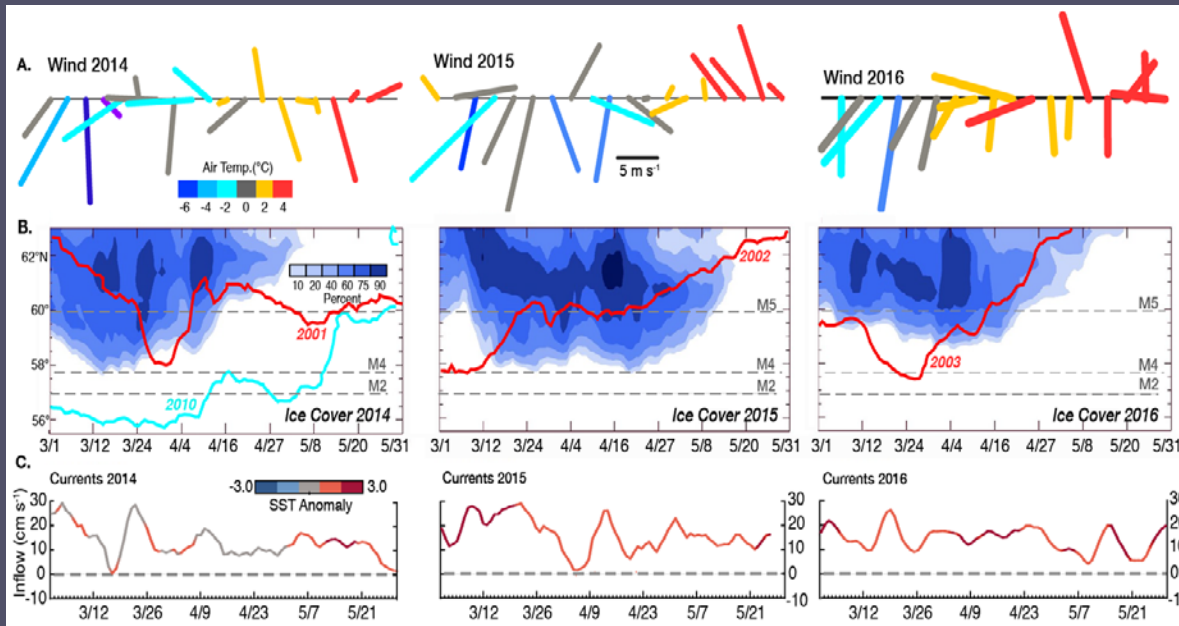 A.
Wind 2014
Wind 2015
Wind 2016
Air Temp.(°C)
-6 -4 -2 0 2 4
5 m s⁻¹
B.
62°N
60°
58°
56°
10 20 40 60 75 90
Percent
2001
2010
M5
M4
M2
Ice Cover 2014
2002
M5
M4
M2
Ice Cover 2015
2003
M5
M4
M2
Ice Cover 2016
3/1 3/12 3/24 4/4 4/16 4/27 5/8 5/20 5/31
3/12 3/24 4/4 4/16 4/27 5/8 5/20 5/31
3/1 3/12 3/24 4/4 4/16 4/27 5/8 5/20 5/31
C.
Currents 2014
Currents 2015
Currents 2016
-3.0 3.0
SST Anomaly
Inflow (cm s⁻¹)
30
20
10
0
-10
30
20
10
0
-10
3/12 3/26 4/9 4/23 5/7 5/21
3/12 3/26 4/9 4/23 5/7 5/21
3/12 3/26 4/9 4/23 5/7 5/21